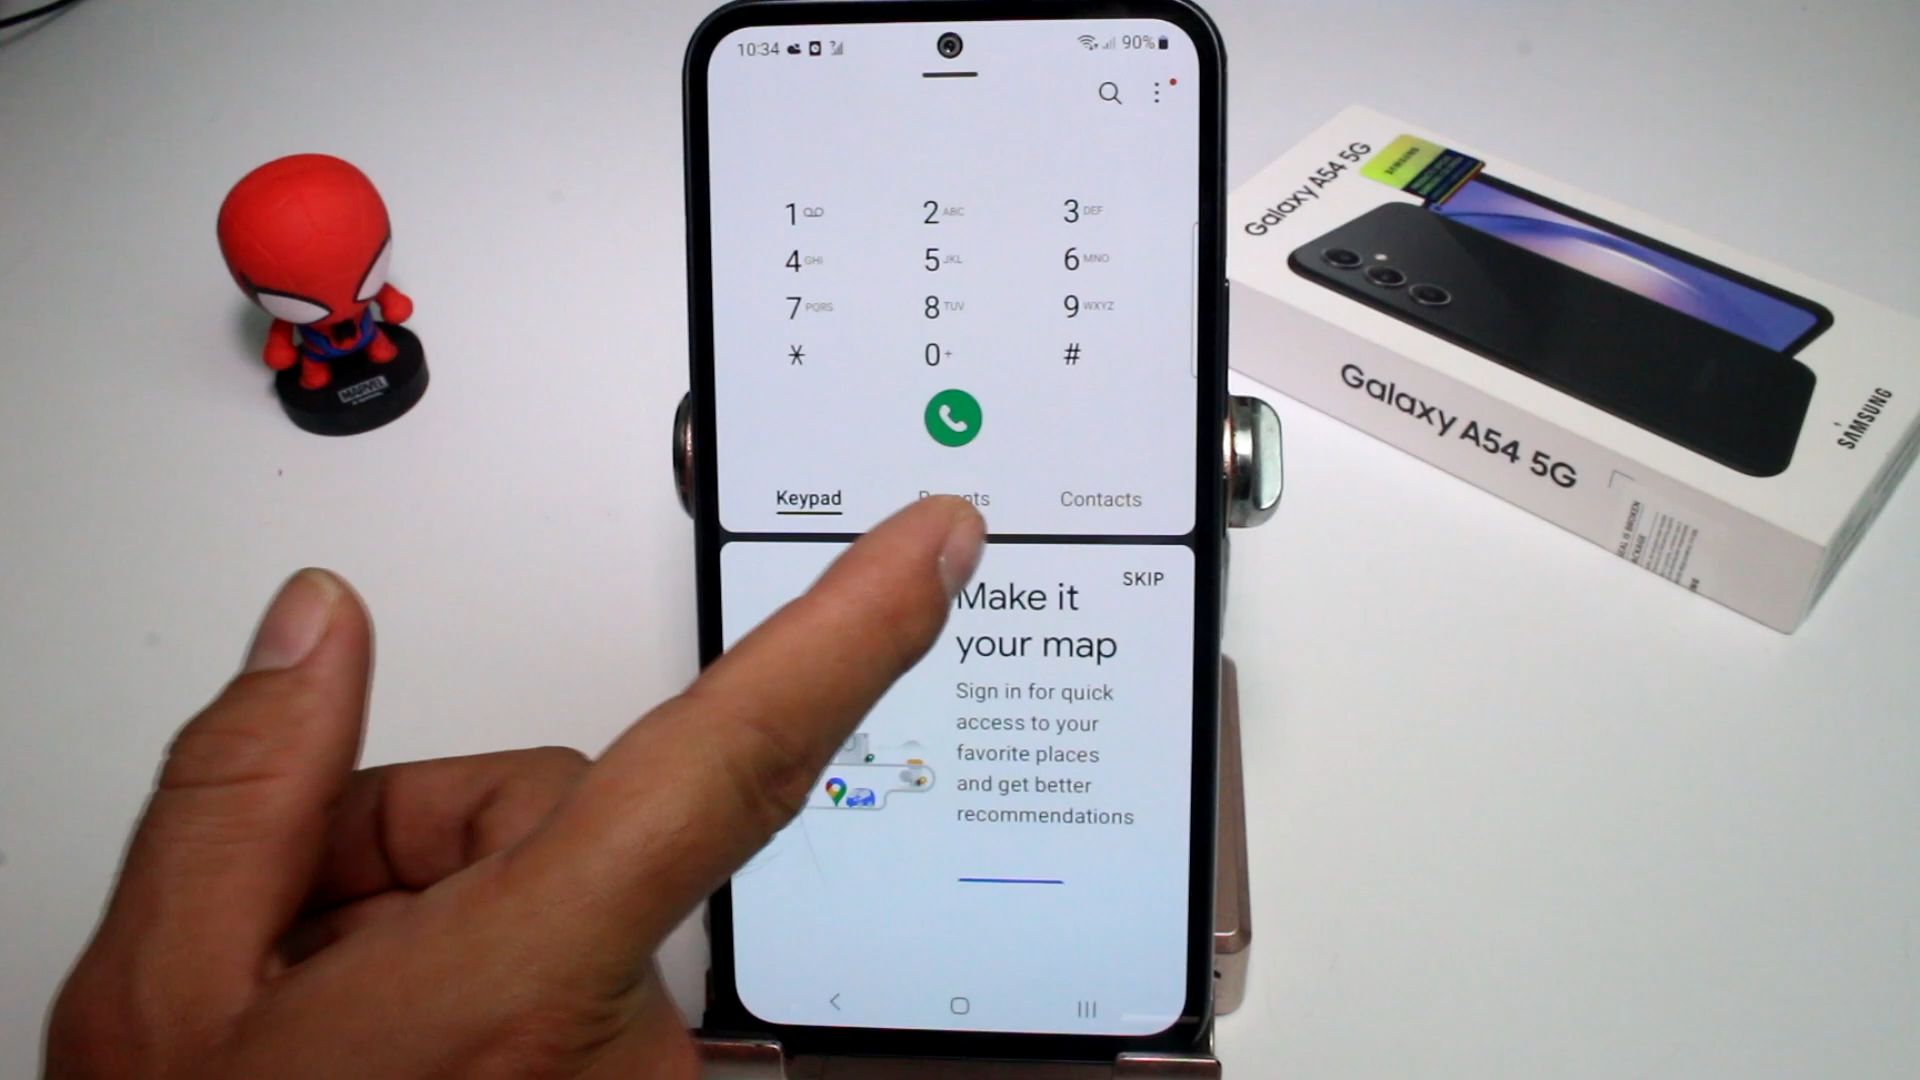 10:34
90%
1
2 ABC
3 DEF
4 GHI
5 JKL
6 MNO
7 PQRS
8 TUV
9 WXYZ
*
0 +
#
Keypad
Contacts
SKIP
Make it
your map
Sign in for quick
access to your
favorite places
and get better
recommendations
MARVEL
Galaxy A54 5G
SAMSUNG
Galaxy A54 5G
SAMSUNG